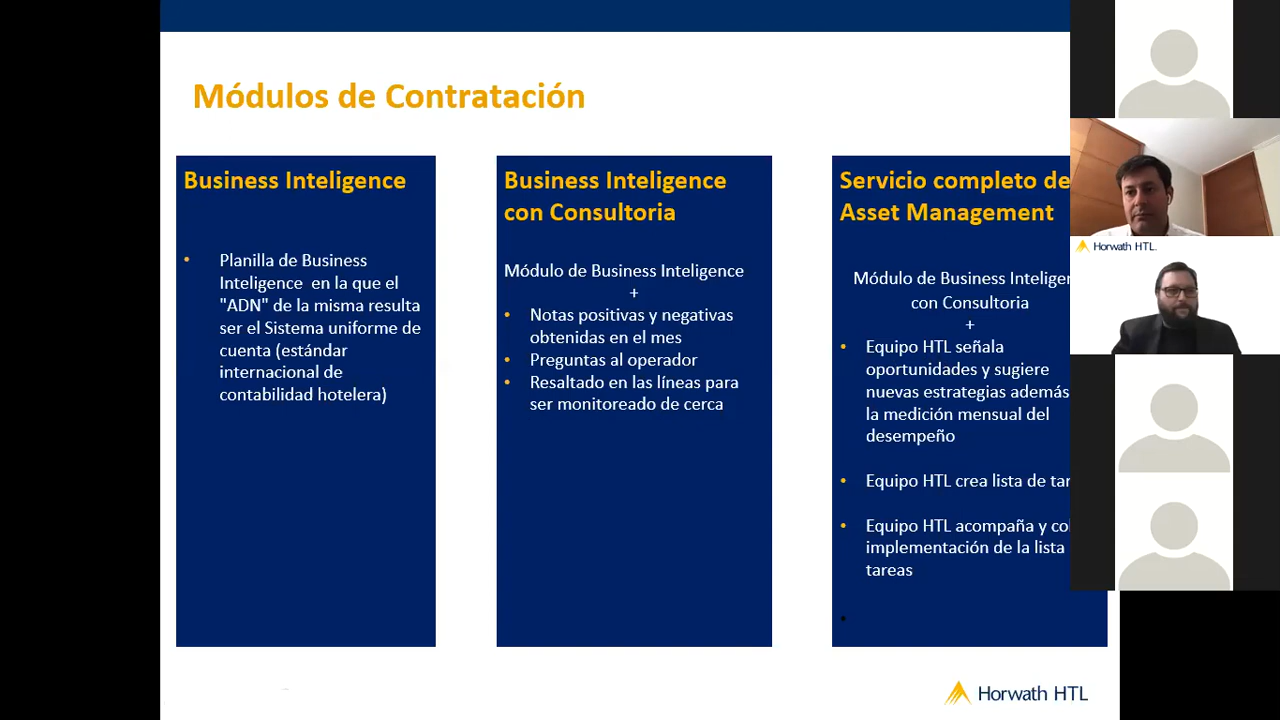 Módulos de Contratación
Business Inteligence
Planilla de Business
Inteligence en la que el
"ADN" de la misma resulta
ser el Sistema uniforme de
cuenta (estándar
internacional de
contabilidad hotelera)
Business Inteligence
con Consultoria
Módulo de Business Inteligence
+
Notas positivas y negativas
obtenidas en el mes
Preguntas al operador
Resaltado en las líneas para
ser monitoreado de cerca
Servicio completo de
Asset Management
Módulo de Business
con Consultoria
+
Equipo HTL señala
oportunidades y sugiere
nuevas estrategias además
la medición mensual del
desempeño
Equipo HTL crea lista de
Equipo HTL acompaña y
implementación de la lista
tareas
Horwath HTL.
Horwath HTL